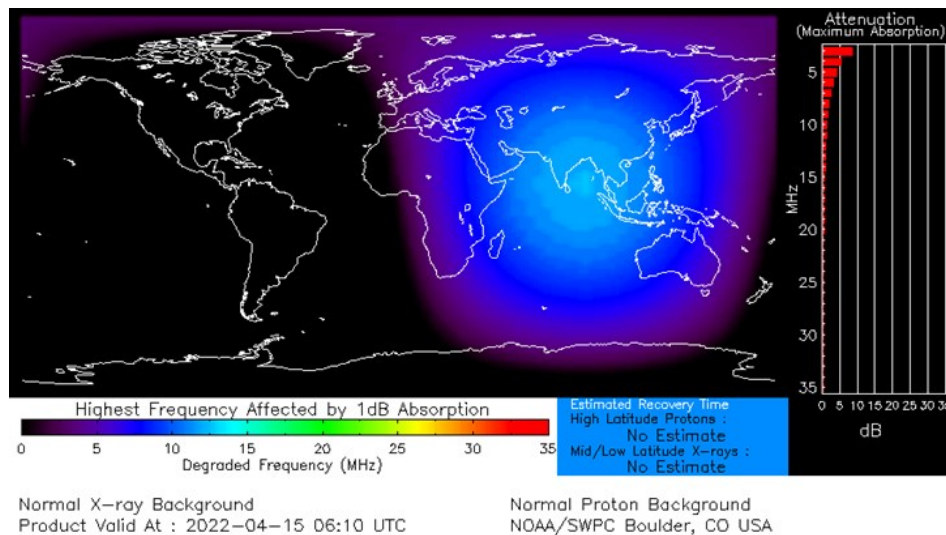 Attenuation
(Maximum Absorption)
5
10
15
20
25
30
35
MHz
0 5 10 15 20 25 30 35
dB
Highest Frequency Affected by 1dB Absorption
0 5 10 15 20 25 30 35
Degraded Frequency (MHz)
Estimated Recovery Time
High Latitude Protons :
No Estimate
Mid/Low Latitude X-rays :
No Estimate
Normal X-ray Background
Product Valid At : 2022-04-15 06:10 UTC
Normal Proton Background
NOAA/SWPC Boulder, CO USA